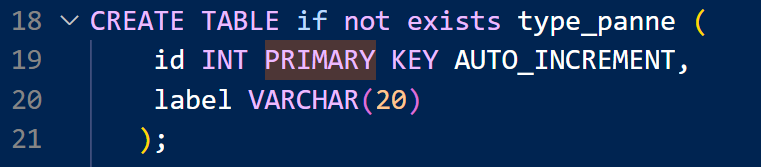 18 CREATE TABLE if not exists type_panne (
19 id INT PRIMARY KEY AUTO_INCREMENT,
20 label VARCHAR(20)
21 );